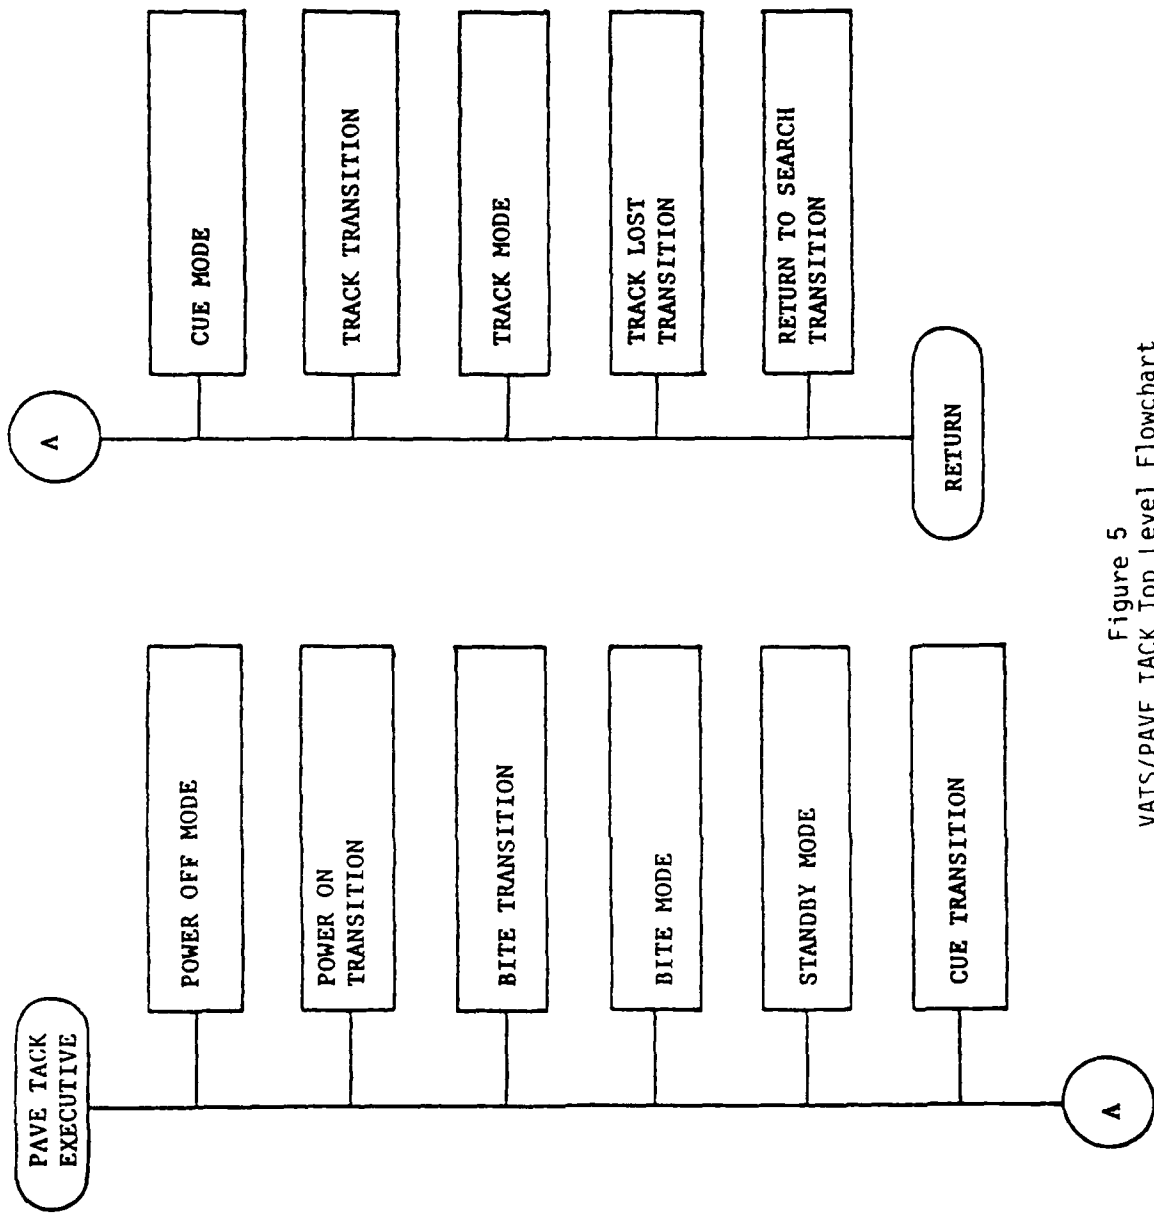 PAVE TACK
EXECUTIVE
POWER OFF MODE
POWER ON
TRANSITION
BITE TRANSITION
BITE MODE
STANDBY MODE
CUE TRANSITION
A
A
CUE MODE
TRACK TRANSITION
TRACK MODE
TRACK LOST
TRANSITION
RETURN TO SEARCH
TRANSITION
RETURN
Figure 5
VATS/PAVE TACK Top Level Flowchart